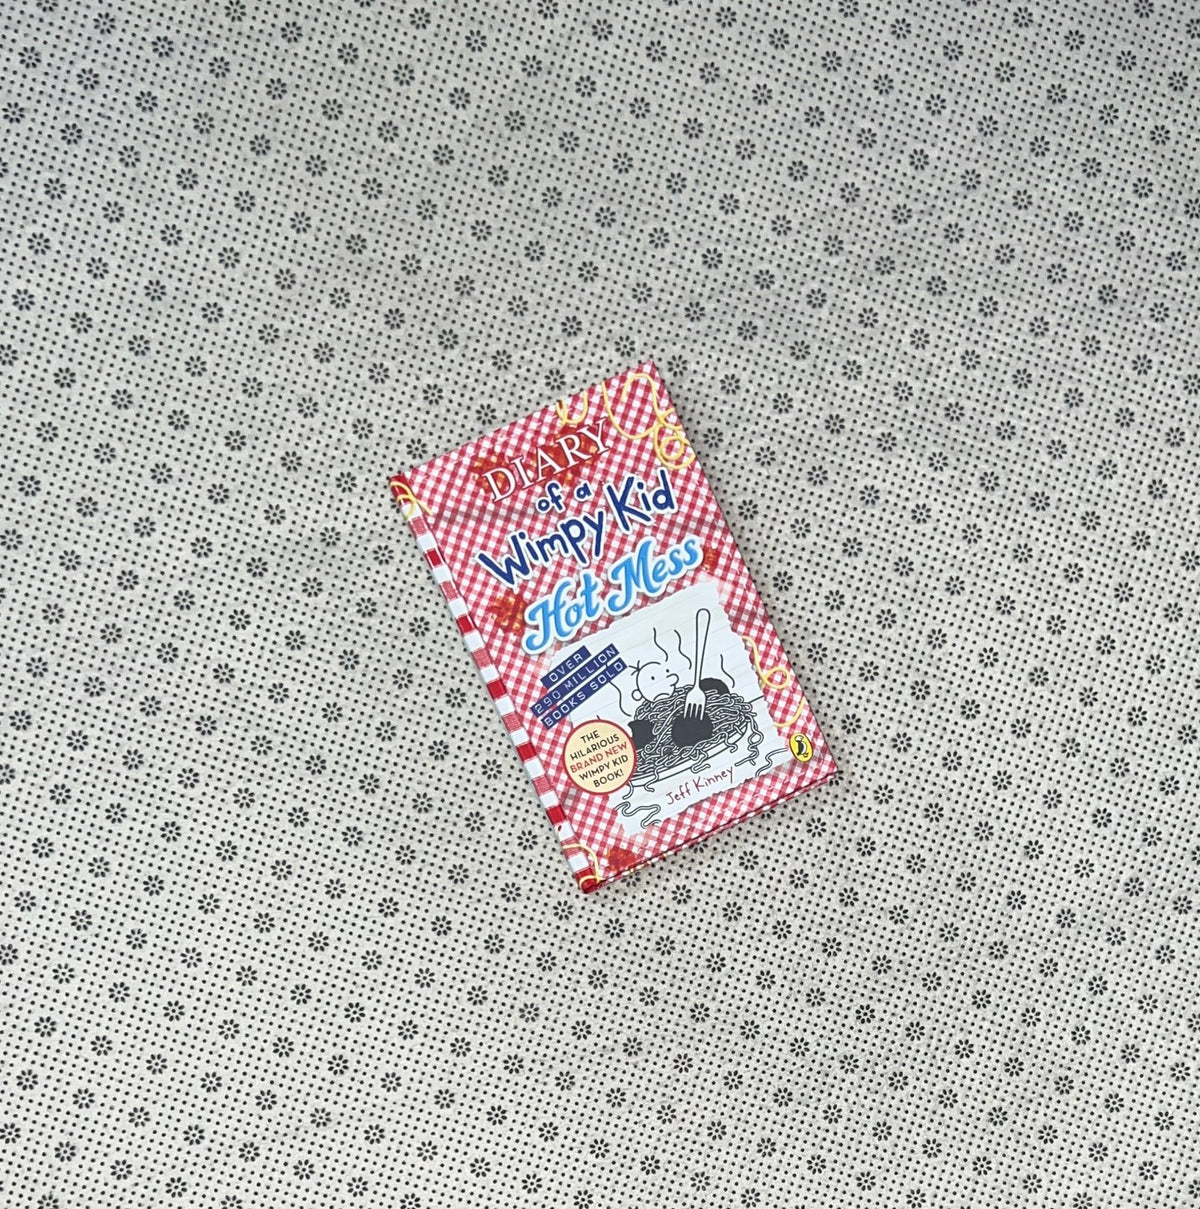 DIARY
of a
Wimpy Kid
Hot Mess
OVER
290 MILLION
BOOKS SOLD
THE
HILARIOUS
BRAND NEW
WIMPY KID
BOOK!
Jeff Kinney